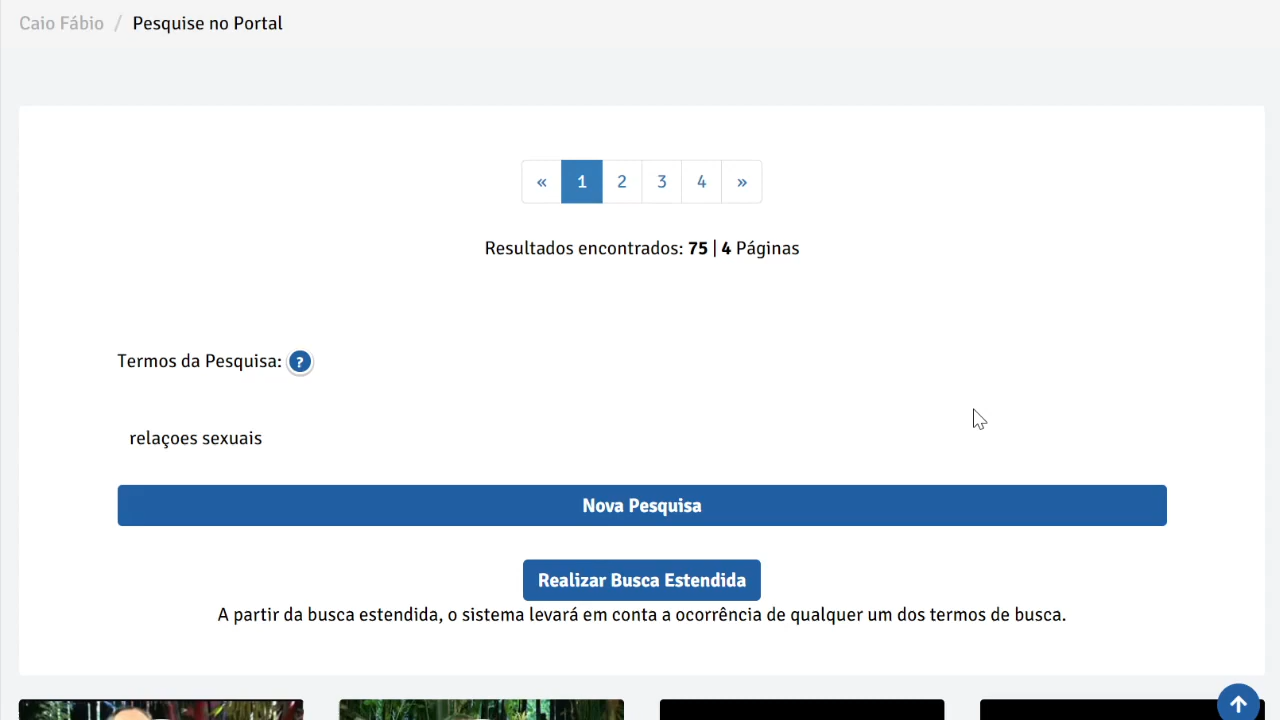 Caio Fábio / Pesquise no Portal
« 1 2 3 4 »
Resultados encontrados: 75 | 4 Páginas
Termos da Pesquisa: ?
relaçoes sexuais
Nova Pesquisa
Realizar Busca Estendida
A partir da busca estendida, o sistema levará em conta a ocorrência de qualquer um dos termos de busca.